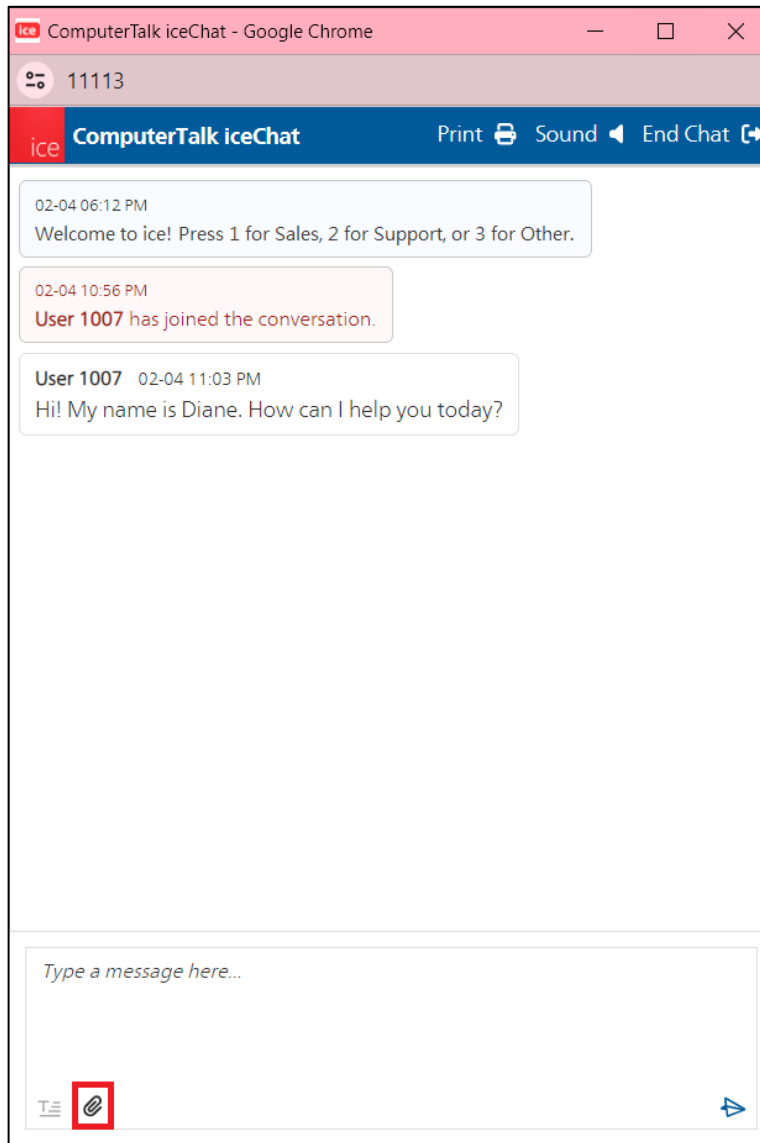 ice ComputerTalk iceChat - Google Chrome
11113
ice ComputerTalk iceChat Print Sound End Chat
02-04 06:12 PM
Welcome to ice! Press 1 for Sales, 2 for Support, or 3 for Other.
02-04 10:56 PM
User 1007 has joined the conversation.
User 1007 02-04 11:03 PM
Hi! My name is Diane. How can I help you today?
Type a message here...